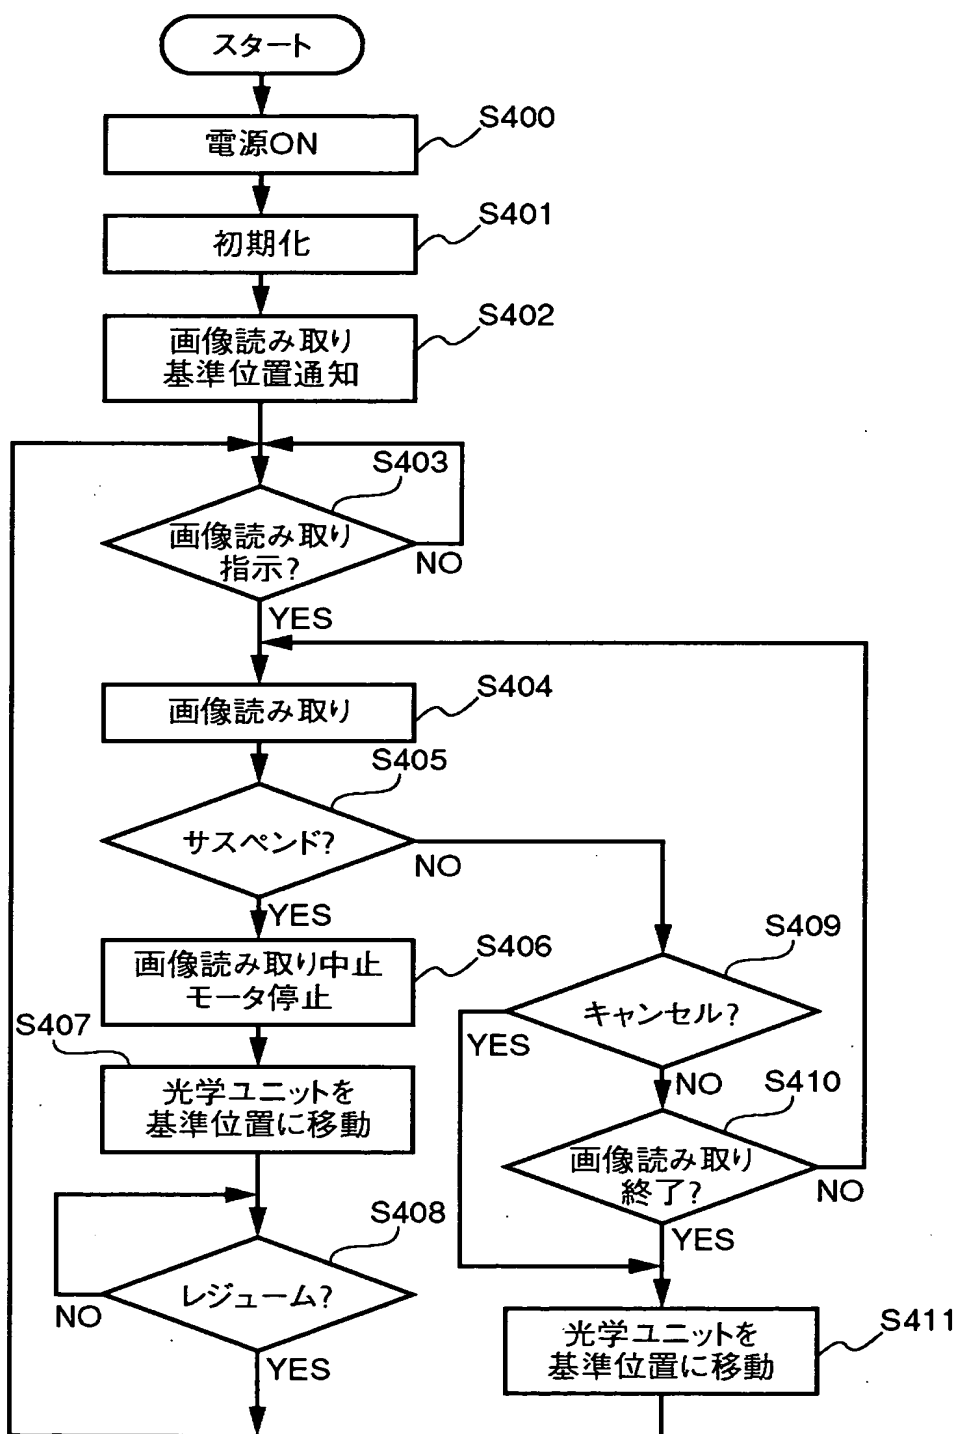 スタート
電源ON
S400
初期化
S401
画像読み取り
基準位置通知
S402
S403
画像読み取り
指示?
NO
YES
画像読み取り
S404
S405
サスペンド?
NO
YES
画像読み取り中止
モータ停止
S406
S409
キャンセル?
YES
NO
S407
光学ユニットを
基準位置に移動
S410
画像読み取り
終了?
NO
YES
S408
レジューム?
NO
YES
光学ユニットを
基準位置に移動
S411